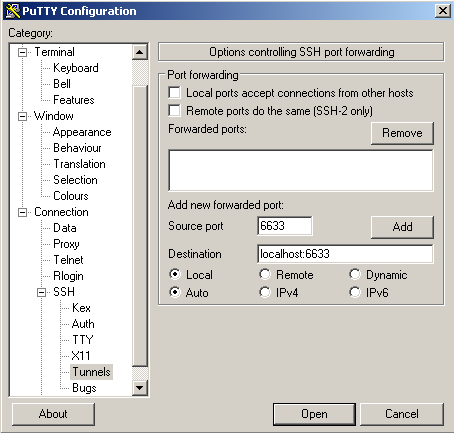 PuTTY Configuration
Category:
Terminal
Keyboard
Bell
Features
Window
Appearance
Behaviour
Translation
Selection
Colours
Connection
Data
Proxy
Telnet
Rlogin
SSH
Kex
Auth
TTY
X11
Tunnels
Bugs
Options controlling SSH port forwarding
Port forwarding
Local ports accept connections from other hosts
Remote ports do the same (SSH-2 only)
Forwarded ports:
Remove
Add new forwarded port:
Source port 6633 Add
Destination localhost:6633
Local Remote Dynamic
Auto IPv4 IPv6
About Open Cancel